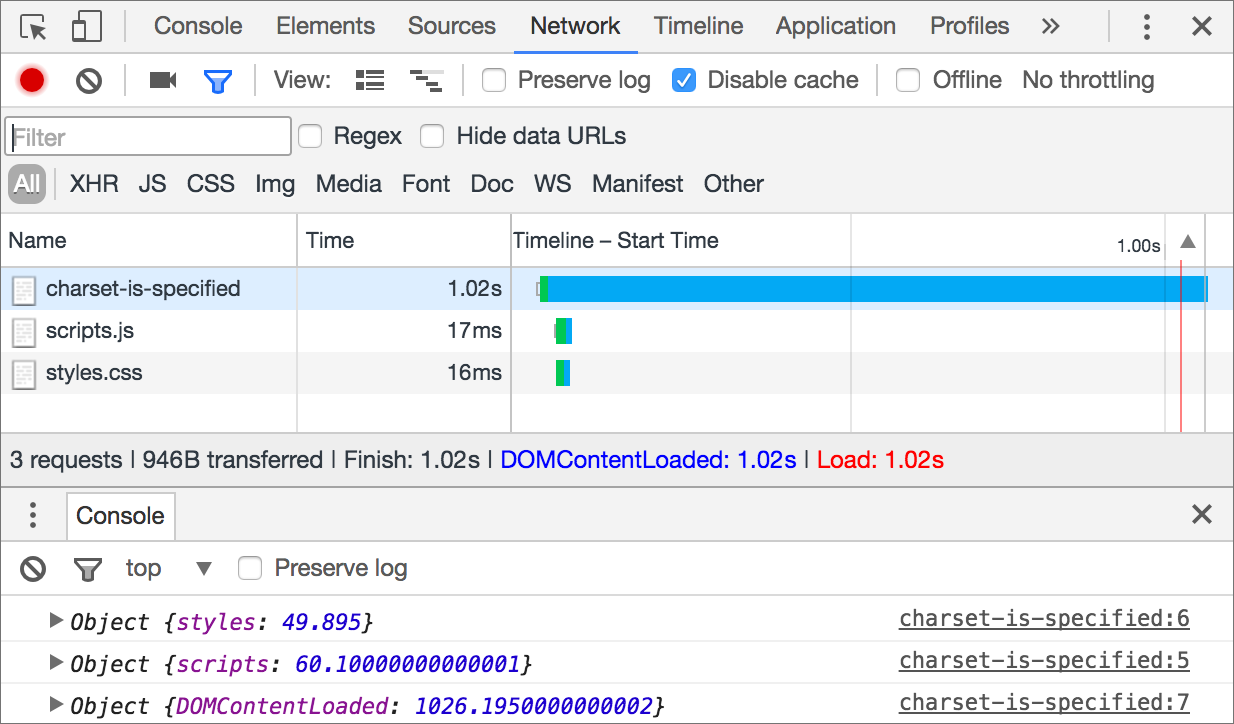 Console Elements Sources Network Timeline Application Profiles »
View: Preserve log Disable cache Offline No throttling
Filter Regex Hide data URLs
All XHR JS CSS Img Media Font Doc WS Manifest Other
Name Time Timeline – Start Time 1.00s
charset-is-specified 1.02s
scripts.js 17ms
styles.css 16ms
3 requests | 946B transferred | Finish: 1.02s | DOMContentLoaded: 1.02s | Load: 1.02s
Console
top Preserve log
Object {styles: 49.895} charset-is-specified:6
Object {scripts: 60.10000000000001} charset-is-specified:5
Object {DOMContentLoaded: 1026.1950000000002} charset-is-specified:7